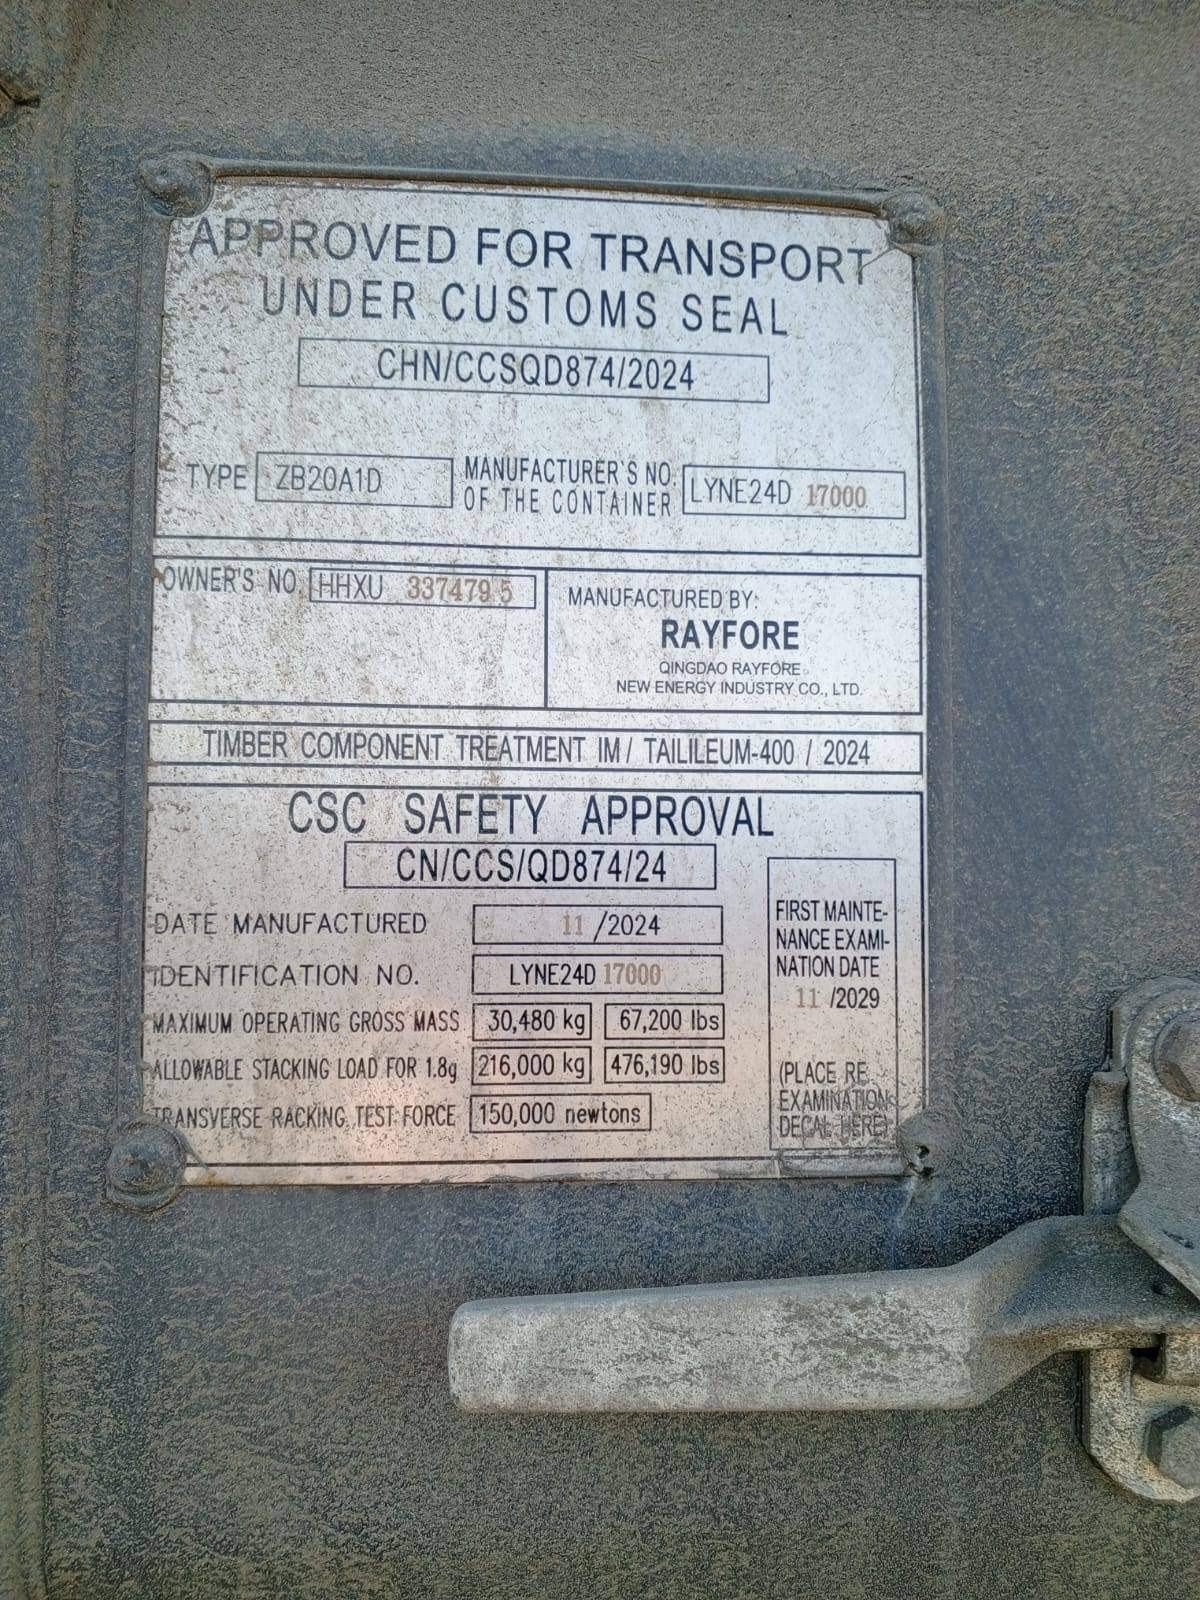 APPROVED FOR TRANSPORT
UNDER CUSTOMS SEAL
CHN/CCSQD874/2024
TYPE ZB20A1D MANUFACTURER'S NO. OF THE CONTAINER LYNE24D 17000
OWNER'S NO. HHXU 337479 5
MANUFACTURED BY:
RAYFORE
QINGDAO RAYFORE
NEW ENERGY INDUSTRY CO., LTD.
TIMBER COMPONENT TREATMENT IM / TAILILEUM-400 / 2024
CSC SAFETY APPROVAL
CN/CCS/QD874/24
DATE MANUFACTURED 11 /2024
IDENTIFICATION NO. LYNE24D 17000
MAXIMUM OPERATING GROSS MASS 30,480 kg 67,200 lbs
ALLOWABLE STACKING LOAD FOR 1.8g 216,000 kg 476,190 lbs
TRANSVERSE RACKING TEST FORCE 150,000 newtons
FIRST MAINTE-
NANCE EXAMI-
NATION DATE
11 /2029
(PLACE RE
EXAMINATION
DECAL HERE)